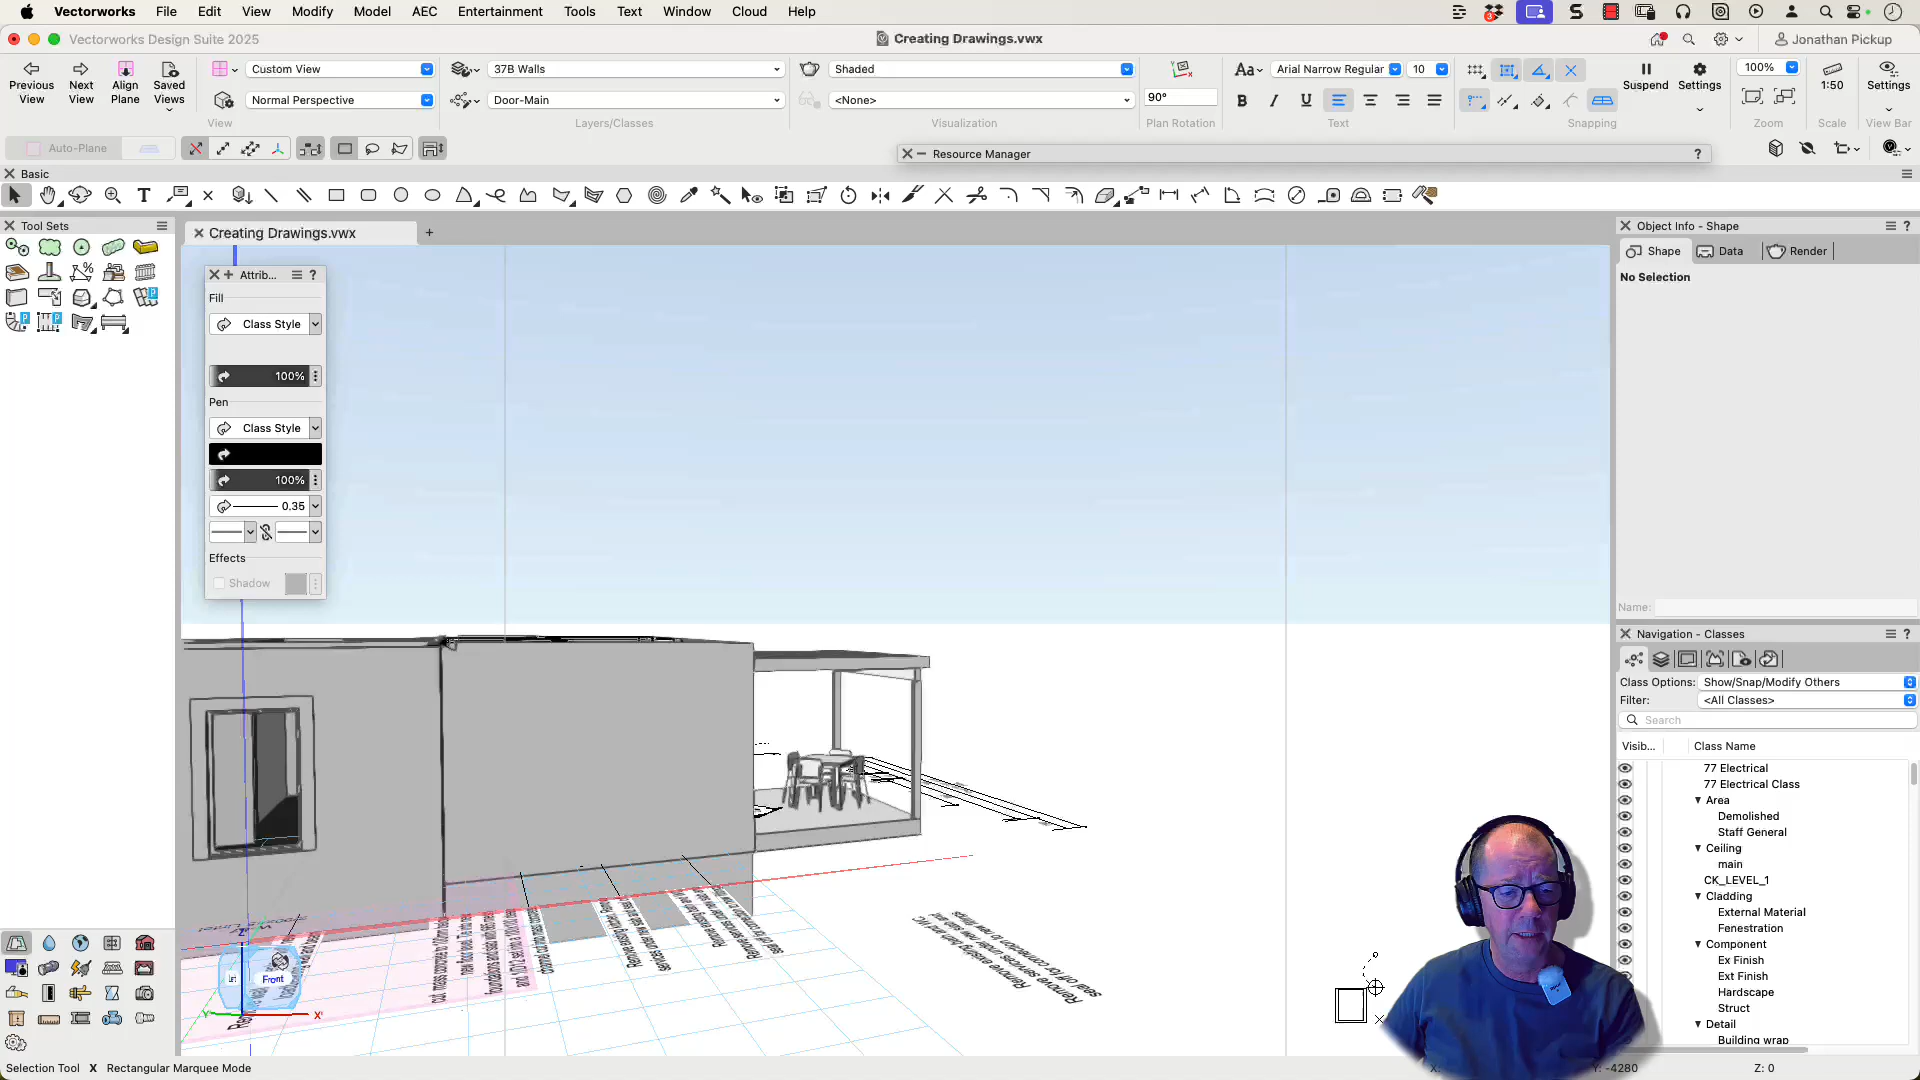 Vectorworks File Edit View Modify Model AEC Entertainment Tools Text Window Cloud Help
Vectorworks Design Suite 2025
Creating Drawings.vwx
Jonathan Pickup
Previous View
Next View
Align Plane
Saved Views
Custom View
Normal Perspective
View
37B Walls
Door-Main
Layers/Classes
Shaded
<None>
Visualization
90°
Plan Rotation
Aa
Arial Narrow Regular
10
B I U
Text
Snapping
Suspend
Settings
100%
Zoom
1:50
Scale
Settings
View Bar
Auto-Plane
Resource Manager
?
Basic
Tool Sets
Creating Drawings.vwx
+
Attrib...
?
Fill
Class Style
100%
Pen
Class Style
100%
0.35
Effects
Shadow
Object Info - Shape
?
Shape
Data
Render
No Selection
Name:
Navigation - Classes
?
Class Options: Show/Snap/Modify Others
Filter: <All Classes>
Search
Visib... Class Name
77 Electrical
77 Electrical Class
Area
Demolished
Staff General
Ceiling
main
CK_LEVEL_1
Cladding
External Material
Fenestration
Component
Ex Finish
Ext Finish
Hardscape
Struct
Detail
Building wrap
Front
X'
Selection Tool X Rectangular Marquee Mode
Y: -4280
Z: 0